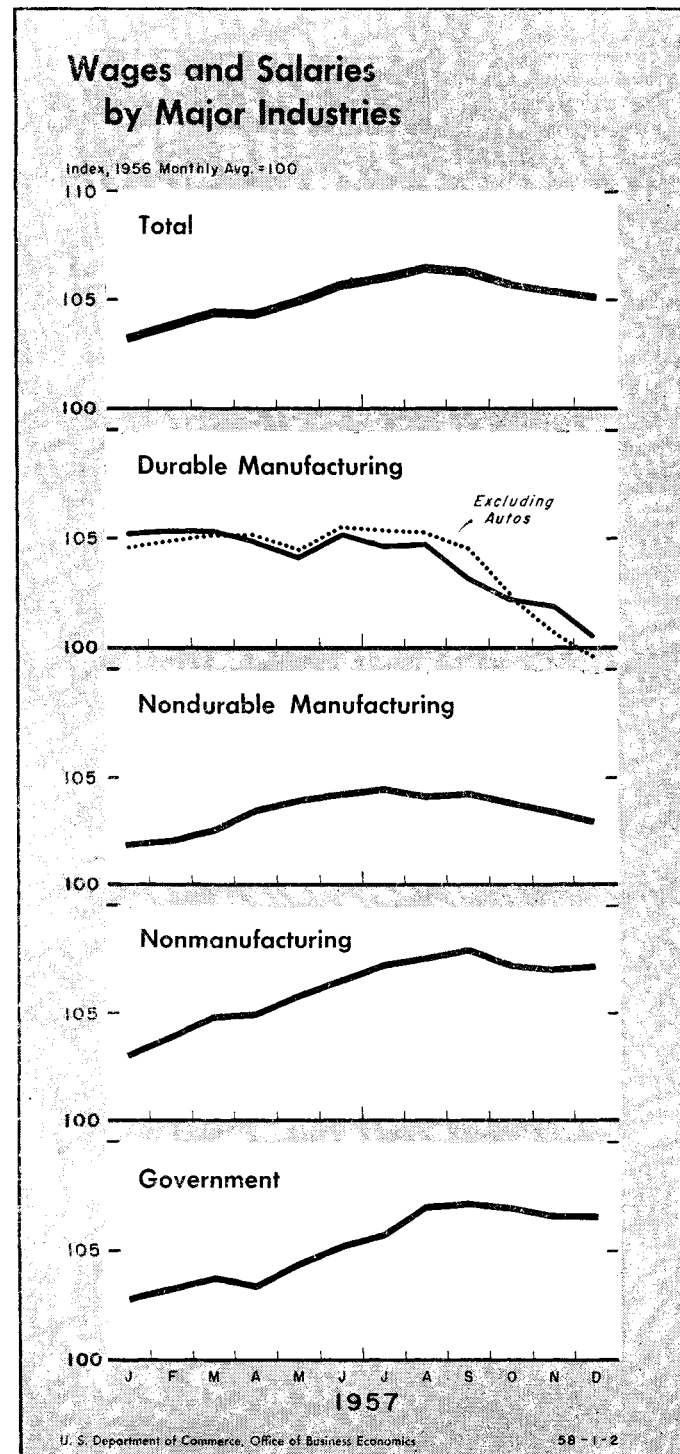 Wages and Salaries
by Major Industries
Index, 1956 Monthly Avg. = 100
110
Total
105
100
Durable Manufacturing
Excluding
Autos
105
100
Nondurable Manufacturing
105
100
Nonmanufacturing
105
100
Government
105
100
J F M A M J J A S O N D
1957
U. S. Department of Commerce, Office of Business Economics 58-1-2